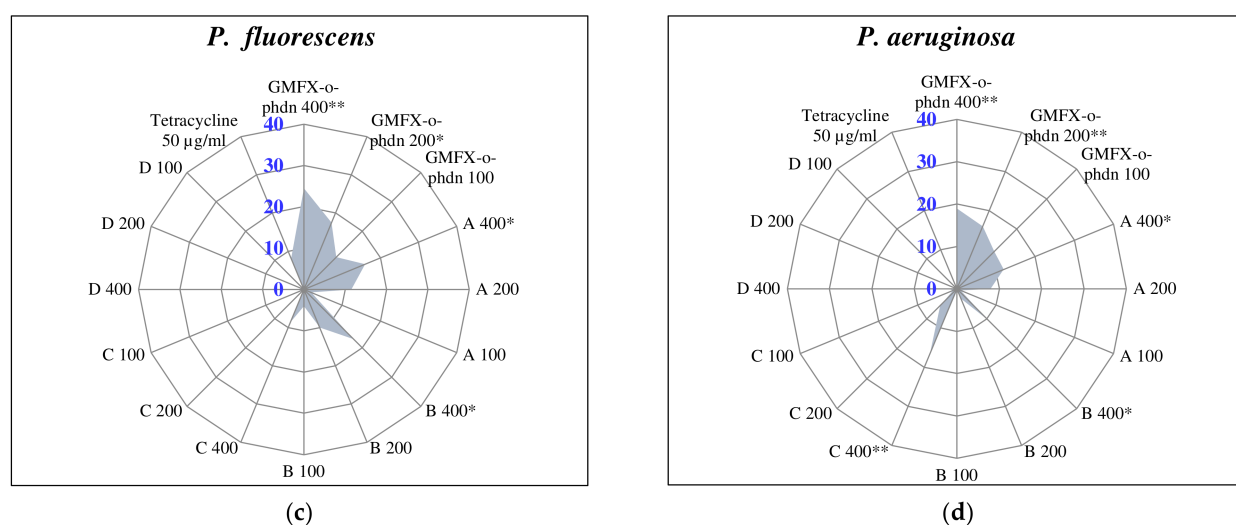 P. fluorescens
GMFX-o-
phdn 400**
GMFX-o-
phdn 200*
GMFX-o-
phdn 100
A 400*
A 200
A 100
B 400*
B 200
B 100
C 400
C 200
C 100
D 400
D 200
D 100
Tetracycline
50 µg/ml
40
30
20
10
0
(c)
P. aeruginosa
GMFX-o-
phdn 400**
GMFX-o-
phdn 200**
GMFX-o-
phdn 100
A 400*
A 200
A 100
B 400*
B 200
B 100
C 400**
C 200
C 100
D 400
D 200
D 100
Tetracycline
50 µg/ml
40
30
20
10
0
(d)